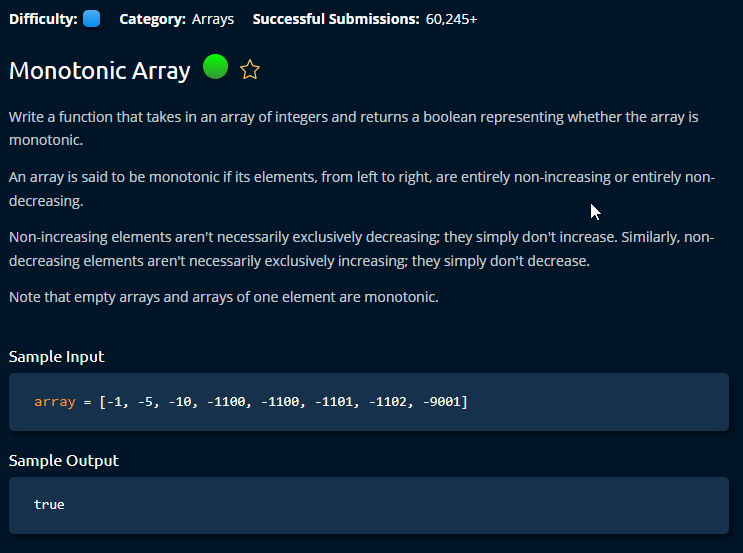 Difficulty: Category: Arrays Successful Submissions: 60,245+
Monotonic Array
Write a function that takes in an array of integers and returns a boolean representing whether the array is
monotonic.
An array is said to be monotonic if its elements, from left to right, are entirely non-increasing or entirely non-
decreasing.
Non-increasing elements aren't necessarily exclusively decreasing; they simply don't increase. Similarly, non-
decreasing elements aren't necessarily exclusively increasing; they simply don't decrease.
Note that empty arrays and arrays of one element are monotonic.
Sample Input
array = [-1, -5, -10, -1100, -1100, -1101, -1102, -9001]
Sample Output
true